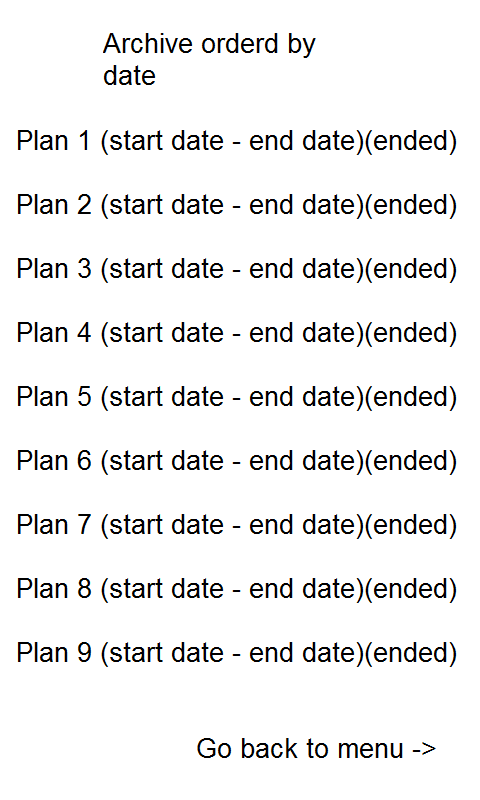 Archive orderd by
date
Plan 1 (start date - end date)(ended)
Plan 2 (start date - end date)(ended)
Plan 3 (start date - end date)(ended)
Plan 4 (start date - end date)(ended)
Plan 5 (start date - end date)(ended)
Plan 6 (start date - end date)(ended)
Plan 7 (start date - end date)(ended)
Plan 8 (start date - end date)(ended)
Plan 9 (start date - end date)(ended)
Go back to menu ->